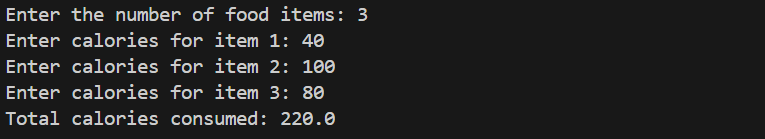 Enter the number of food items: 3
Enter calories for item 1: 40
Enter calories for item 2: 100
Enter calories for item 3: 80
Total calories consumed: 220.0